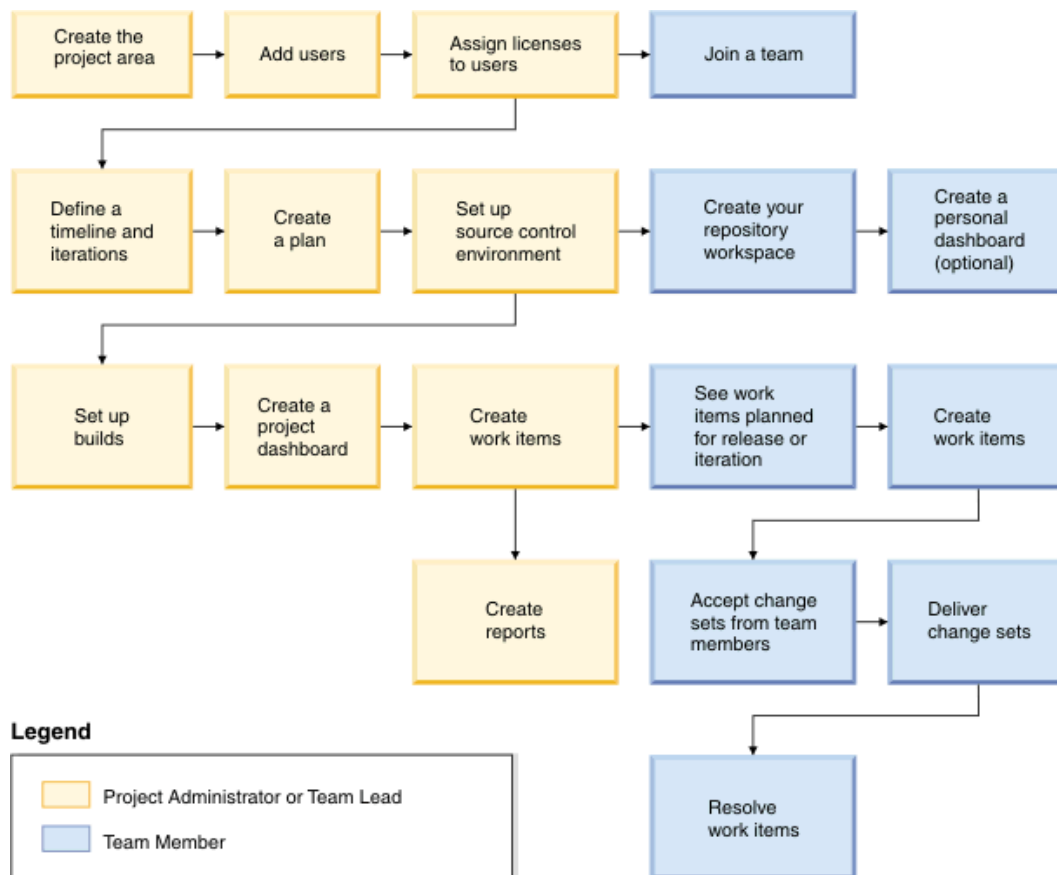 Create the
project area
Add users
Assign licenses
to users
Join a team
Define a
timeline and
iterations
Create
a plan
Set up
source control
environment
Create your
repository
workspace
Create a
personal
dashboard
(optional)
Set up
builds
Create a
project
dashboard
Create
work items
See work
items planned
for release or
iteration
Create
work items
Create
reports
Accept change
sets from team
members
Deliver
change sets
Resolve
work items
Legend
Project Administrator or Team Lead
Team Member